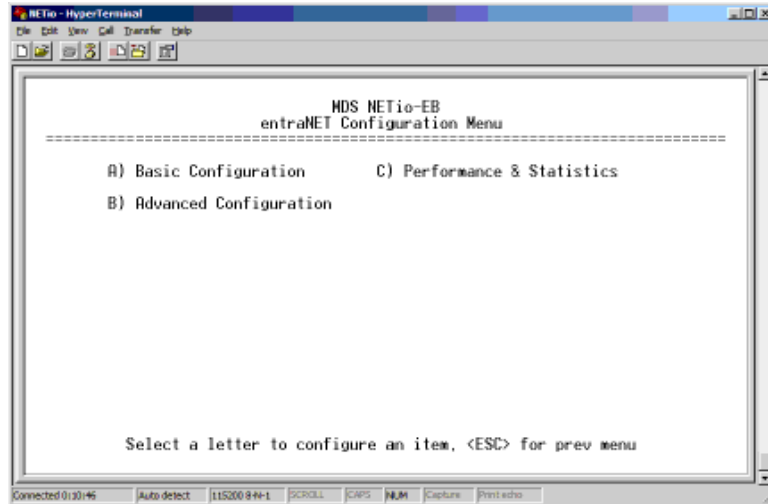 NETio - HyperTerminal
File Edit View Call Transfer Help
MDS NETio-EB
entraNET Configuration Menu
==============================================================================
A) Basic Configuration C) Performance & Statistics
B) Advanced Configuration
Select a letter to configure an item, <ESC> for prev menu
Connected 0:10:46 Auto detect 115200 8-N-1 SCROLL CAPS NUM Capture Print echo